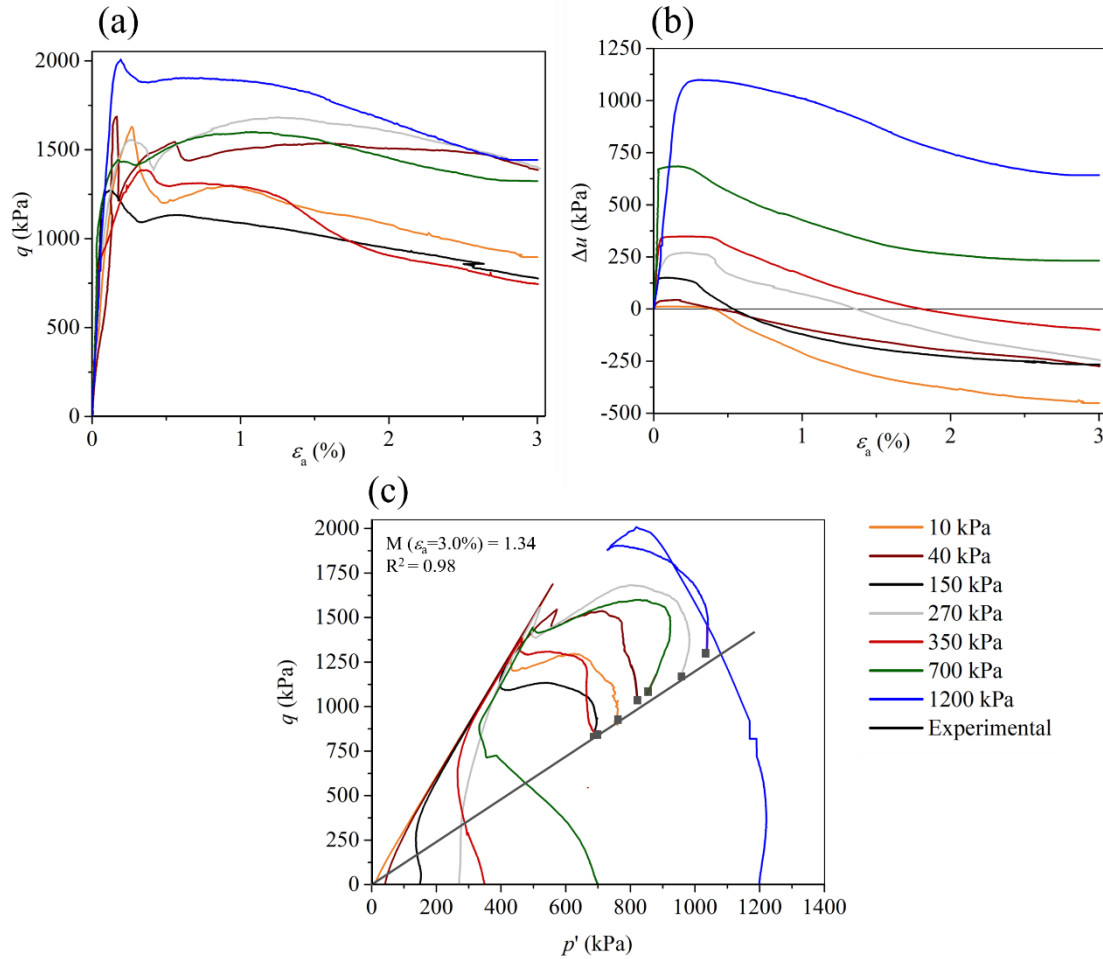 (a)
q (kPa)
2000
1500
1000
500
0
0 1 2 3
εa (%)
(b)
Δu (kPa)
1250
1000
750
500
250
0
-250
-500
0 1 2 3
εa (%)
(c)
M (εa=3.0%) = 1.34
R² = 0.98
q (kPa)
2000
1750
1500
1250
1000
750
500
250
0
0 200 400 600 800 1000 1200 1400
p' (kPa)
10 kPa
40 kPa
150 kPa
270 kPa
350 kPa
700 kPa
1200 kPa
Experimental